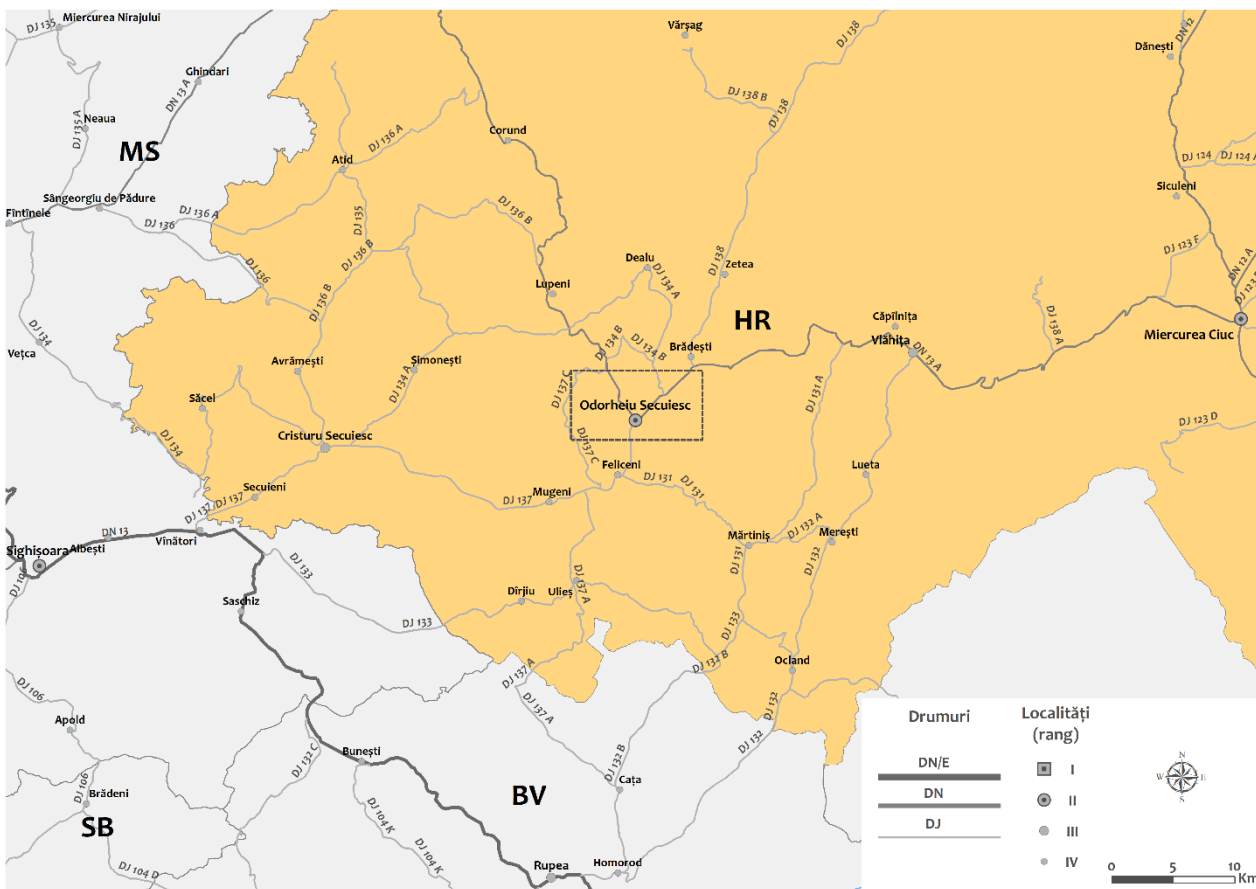 DJ 135
Miercurea Nirajului
Vărșag
DJ 138
DN 12
Dănești
Ghindari
DN 13 A
DJ 138 B
DJ 138
Neaua
DJ 135 A
MS
DJ 136 A
Corund
Atid
DJ 124
DJ 124 A
Siculeni
Sângeorgiu de Pădure
Fîntînele
DJ 136 A
DJ 136
DJ 135
DJ 136 B
DJ 136 B
DJ 123 F
DJ 138
Zetea
Dealu
DJ 134 A
DN 12 A
DJ 123
DJ 136
Lupeni
DJ 136 B
HR
Căpîlnița
Vlăhița
DJ 138 A
Miercurea Ciuc
DJ 134
Vețca
DJ 134 B
DJ 134 B
Brădești
DN 13 A
Avrămești
Șimonești
DJ 134 A
DJ 137 C
DJ 131 A
Săcel
Odorheiu Secuiesc
DJ 123 D
Cristuru Secuiesc
DJ 134
DJ 137 C
Feliceni
DJ 131
DJ 131
Lueta
Secuieni
DJ 137
DJ 137
DJ 137
Mugeni
DN 13
Vînători
Albești
Sighișoara
DJ 106
Mărtiniș
DJ 132 A
Merești
DJ 131
DJ 132
DJ 133
Saschiz
DJ 133
Dîrjiu
Ulieș
DJ 137 A
DJ 133
DJ 132 B
Ocland
DJ 137 A
DJ 106
Apold
DJ 137 A
DJ 132
DJ 132
DJ 132 C
Bunești
DJ 132 B
Cața
BV
DJ 106
Brădeni
SB
DJ 104 K
DJ 104 K
DJ 104 D
Rupea
Homorod
Drumuri
Localități
(rang)
DN/E
DN
DJ
I
II
III
IV
N
W
E
S
0
5
10
Km